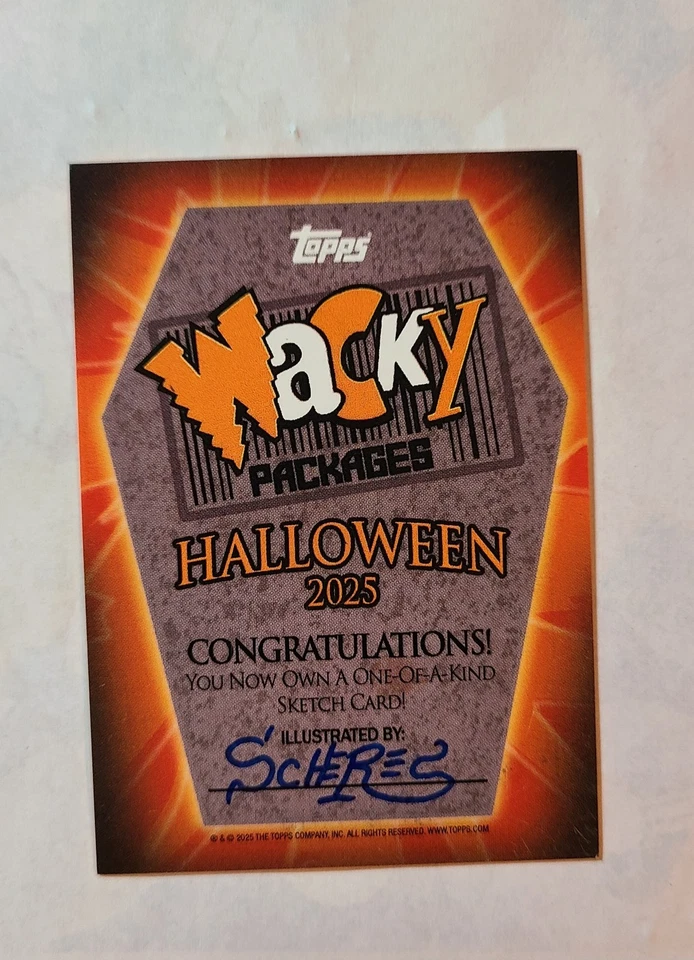 topps
Wacky
PACKAGES
HALLOWEEN
2025
CONGRATULATIONS!
YOU NOW OWN A ONE-OF-A-KIND
SKETCH CARD!
ILLUSTRATED BY:
SCHERES
® & © 2025 THE TOPPS COMPANY, INC. ALL RIGHTS RESERVED. WWW.TOPPS.COM